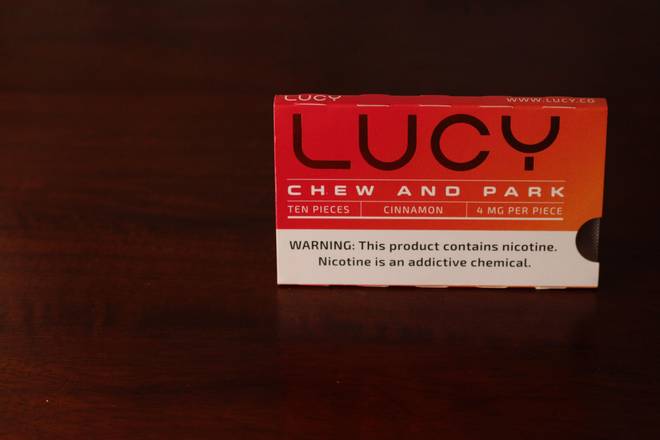 LUCY WWW.LUCY.CO
LUCY
CHEW AND PARK
TEN PIECES CINNAMON 4 MG PER PIECE
WARNING: This product contains nicotine.
Nicotine is an addictive chemical.